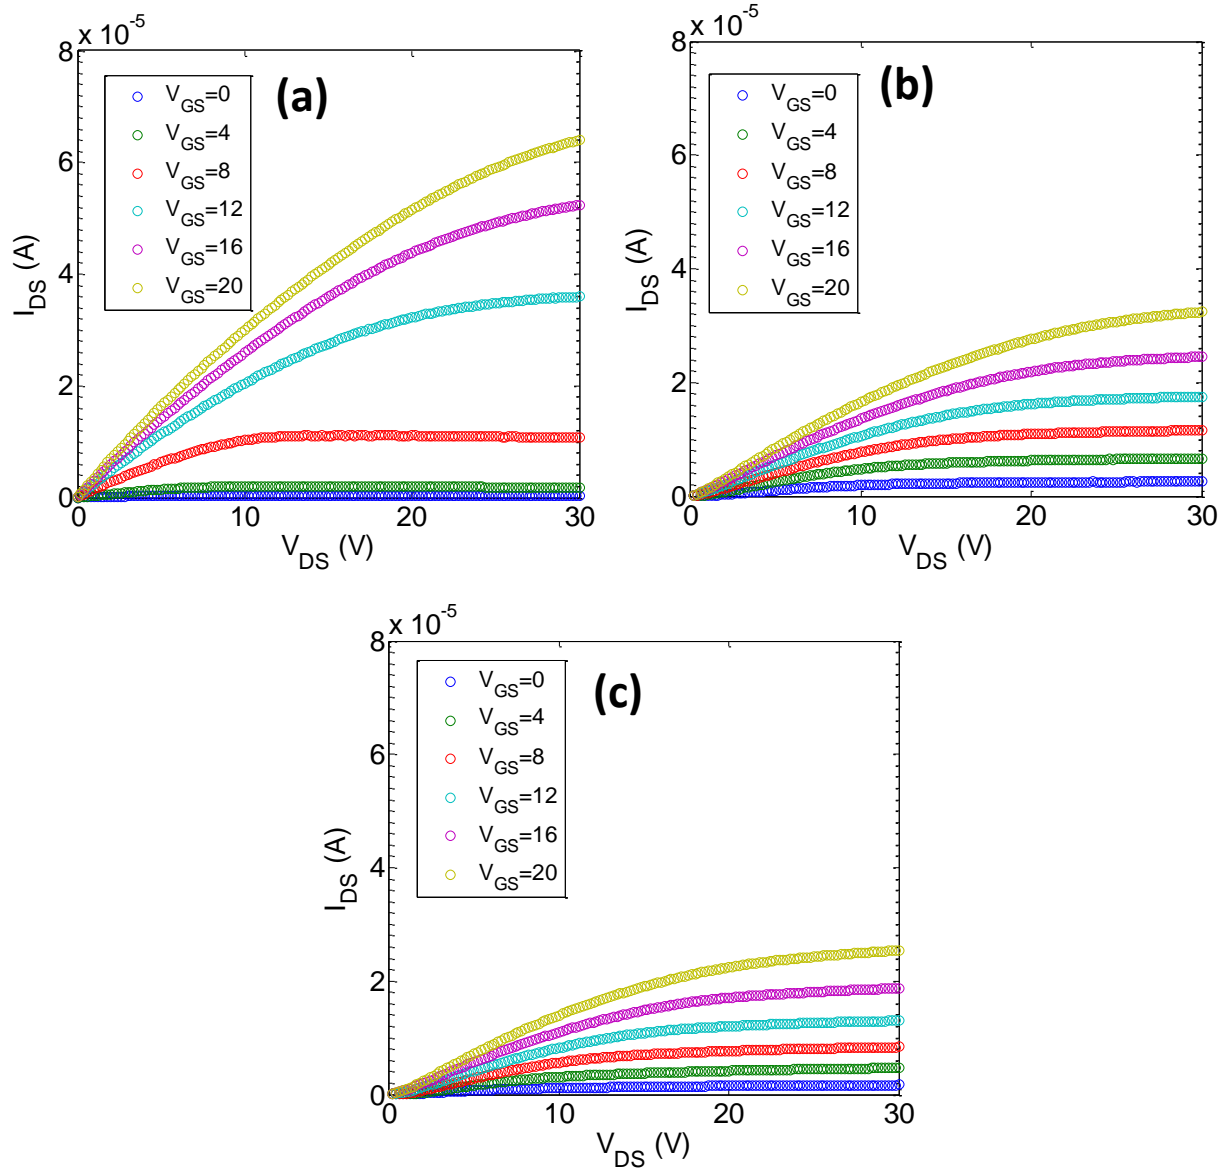 x 10^-5
8
6
4
2
0
I_DS (A)
V_GS=0
V_GS=4
V_GS=8
V_GS=12
V_GS=16
V_GS=20
(a)
0 10 20 30
V_DS (V)
x 10^-5
8
6
4
2
0
I_DS (A)
V_GS=0
V_GS=4
V_GS=8
V_GS=12
V_GS=16
V_GS=20
(b)
0 10 20 30
V_DS (V)
x 10^-5
8
6
4
2
0
I_DS (A)
V_GS=0
V_GS=4
V_GS=8
V_GS=12
V_GS=16
V_GS=20
(c)
0 10 20 30
V_DS (V)